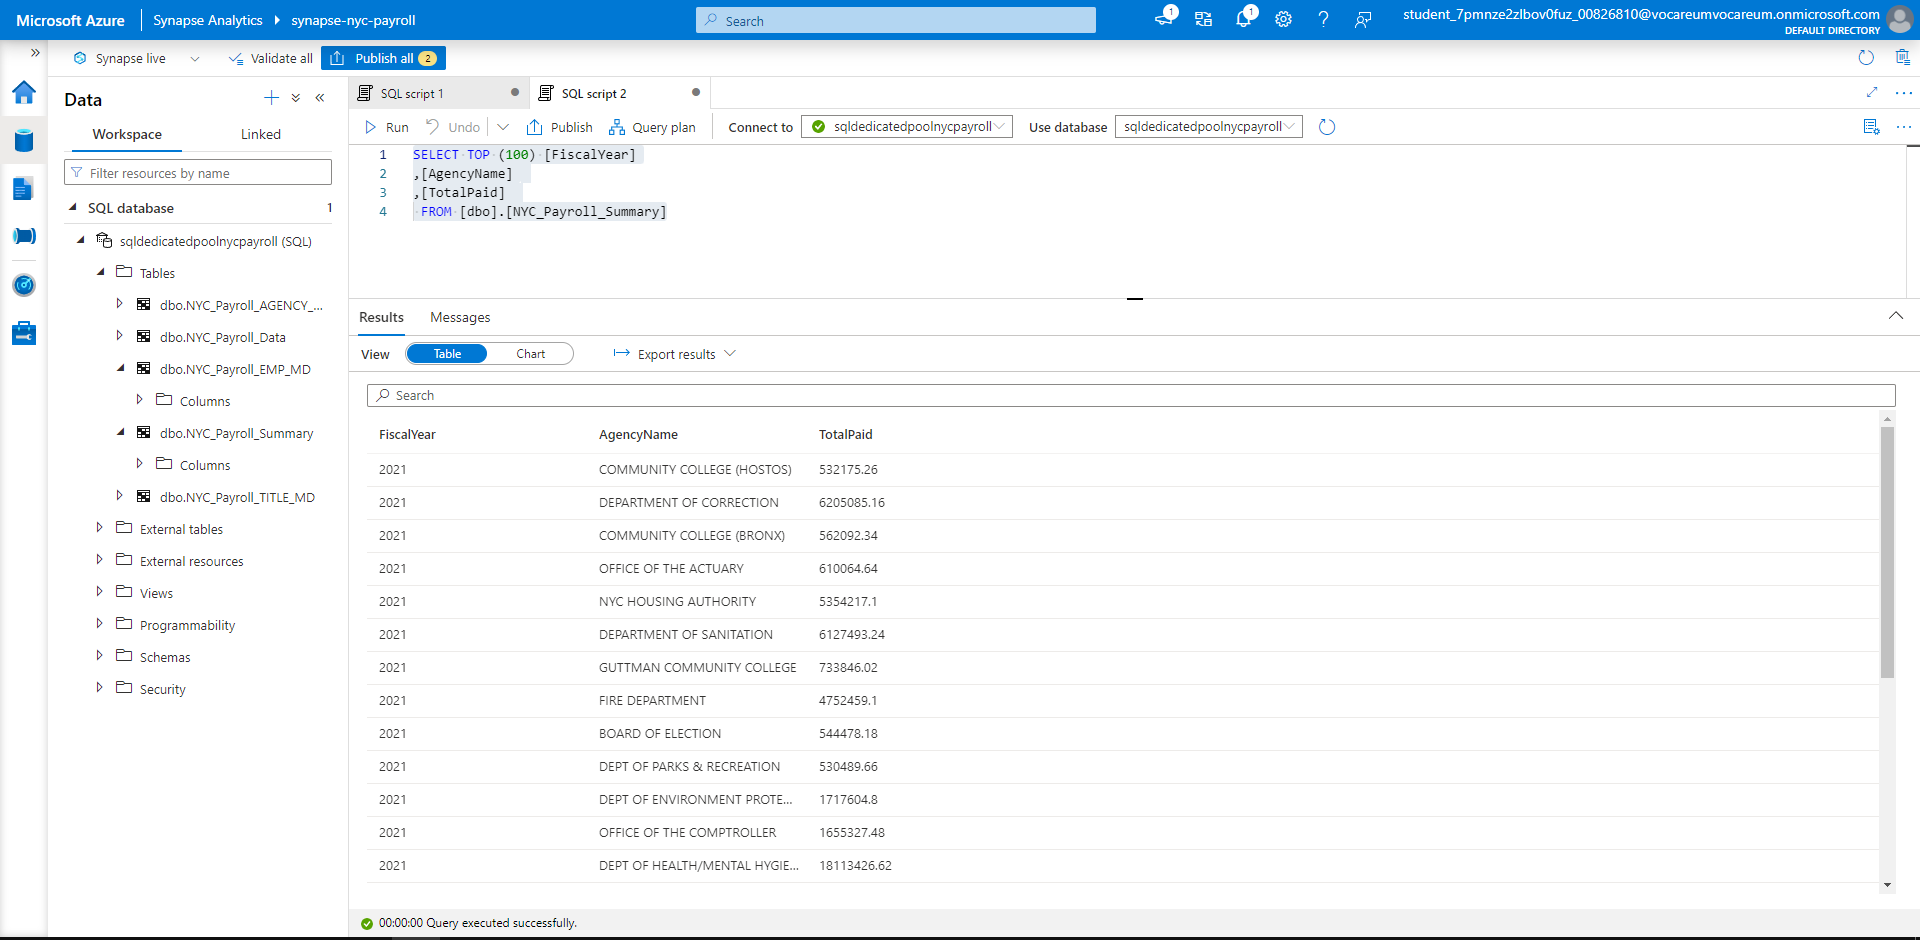 Microsoft Azure
Synapse Analytics
synapse-nyc-payroll
Search
1
1
student_7pmnze2zlbov0fuz_00826810@vocareumvocareum.onmicrosoft.com
DEFAULT DIRECTORY
Synapse live
Validate all
Publish all 2
Data
Workspace
Linked
Filter resources by name
SQL database 1
sqldedicatedpoolnycpayroll (SQL)
Tables
dbo.NYC_Payroll_AGENCY_...
dbo.NYC_Payroll_Data
dbo.NYC_Payroll_EMP_MD
Columns
dbo.NYC_Payroll_Summary
Columns
dbo.NYC_Payroll_TITLE_MD
External tables
External resources
Views
Programmability
Schemas
Security
SQL script 1
SQL script 2
Run
Undo
Publish
Query plan
Connect to
sqldedicatedpoolnycpayroll
Use database
sqldedicatedpoolnycpayroll
1 SELECT TOP (100) [FiscalYear]
2 ,[AgencyName]
3 ,[TotalPaid]
4 FROM [dbo].[NYC_Payroll_Summary]
Results
Messages
View
Table
Chart
Export results
Search
FiscalYear AgencyName TotalPaid
2021 COMMUNITY COLLEGE (HOSTOS) 532175.26
2021 DEPARTMENT OF CORRECTION 6205085.16
2021 COMMUNITY COLLEGE (BRONX) 562092.34
2021 OFFICE OF THE ACTUARY 610064.64
2021 NYC HOUSING AUTHORITY 5354217.1
2021 DEPARTMENT OF SANITATION 6127493.24
2021 GUTTMAN COMMUNITY COLLEGE 733846.02
2021 FIRE DEPARTMENT 4752459.1
2021 BOARD OF ELECTION 544478.18
2021 DEPT OF PARKS & RECREATION 530489.66
2021 DEPT OF ENVIRONMENT PROTE... 1717604.8
2021 OFFICE OF THE COMPTROLLER 1655327.48
2021 DEPT OF HEALTH/MENTAL HYGIE... 18113426.62
00:00:00 Query executed successfully.